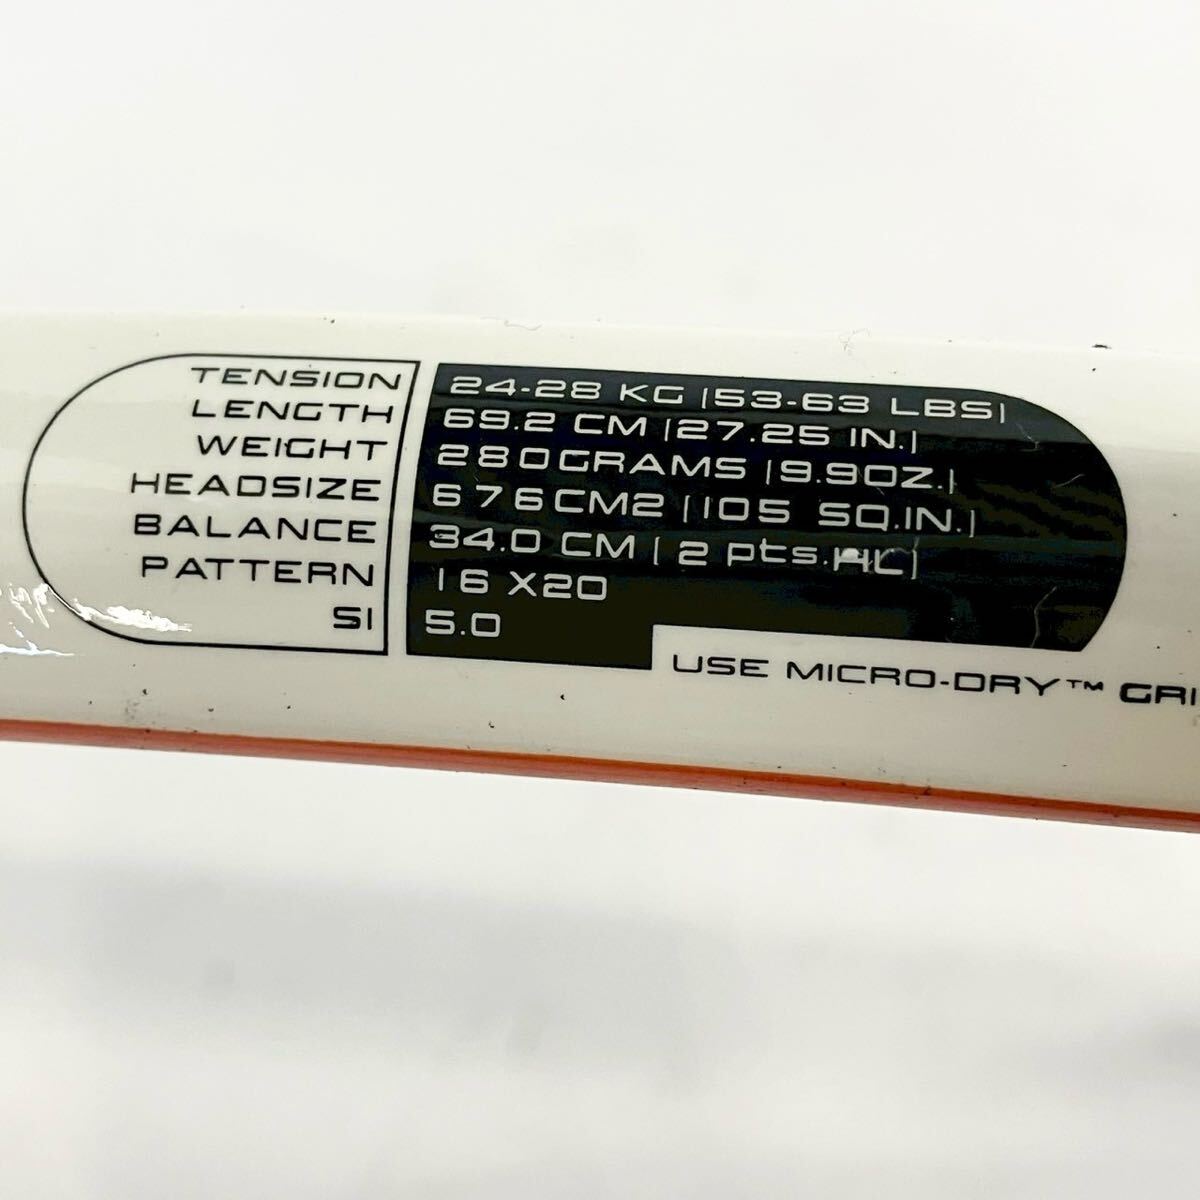 TENSION 24-28 KG (53-63 LBS)
LENGTH 69.2 CM (27.25 IN.)
WEIGHT 280GRAMS (9.9OZ.)
HEADSIZE 676CM2 (105 SQ.IN.)
BALANCE 34.0 CM ( 2 pts.HL)
PATTERN 16 X20
SI 5.0
USE MICRO-DRY™ GRI